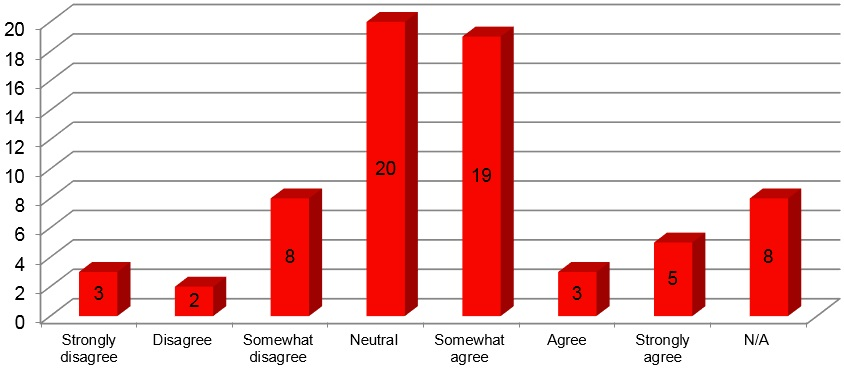 20
18
16
14
12
10
8
6
4
2
0
3
2
8
20
19
3
5
8
Strongly
disagree
Disagree
Somewhat
disagree
Neutral
Somewhat
agree
Agree
Strongly
agree
N/A